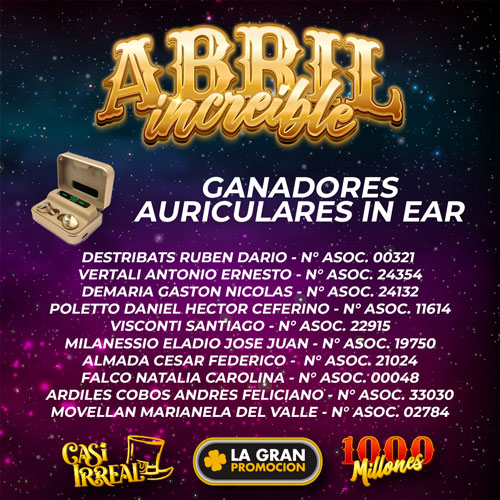 ABRIL
increible
GANADORES
AURICULARES IN EAR
DESTRIBATS RUBEN DARIO - N° ASOC. 00321
VERTALI ANTONIO ERNESTO - N° ASOC. 24354
DEMARIA GASTON NICOLAS - N° ASOC. 24132
POLETTO DANIEL HECTOR CEFERINO - N° ASOC. 11614
VISCONTI SANTIAGO - N° ASOC. 22915
MILANESSIO ELADIO JOSE JUAN - N° ASOC. 19750
ALMADA CESAR FEDERICO - N° ASOC. 21024
FALCO NATALIA CAROLINA - N° ASOC. 00048
ARDILES COBOS ANDRES FELICIANO - N° ASOC. 33030
MOVELLAN MARIANELA DEL VALLE - N° ASOC. 02784
CASI
IRREAL
LA GRAN
PROMOCION
1000
Millones